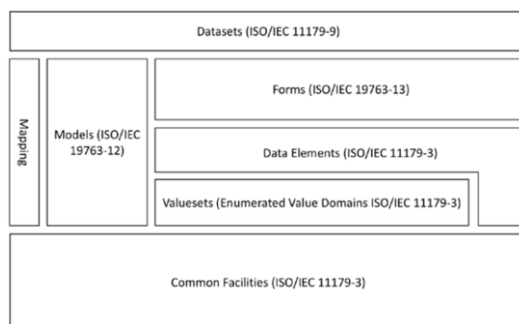 Datasets (ISO/IEC 11179-9)
Mapping
Models (ISO/IEC
19763-12)
Forms (ISO/IEC 19763-13)
Data Elements (ISO/IEC 11179-3)
Valuesets (Enumerated Value Domains ISO/IEC 11179-3)
Common Facilities (ISO/IEC 11179-3)